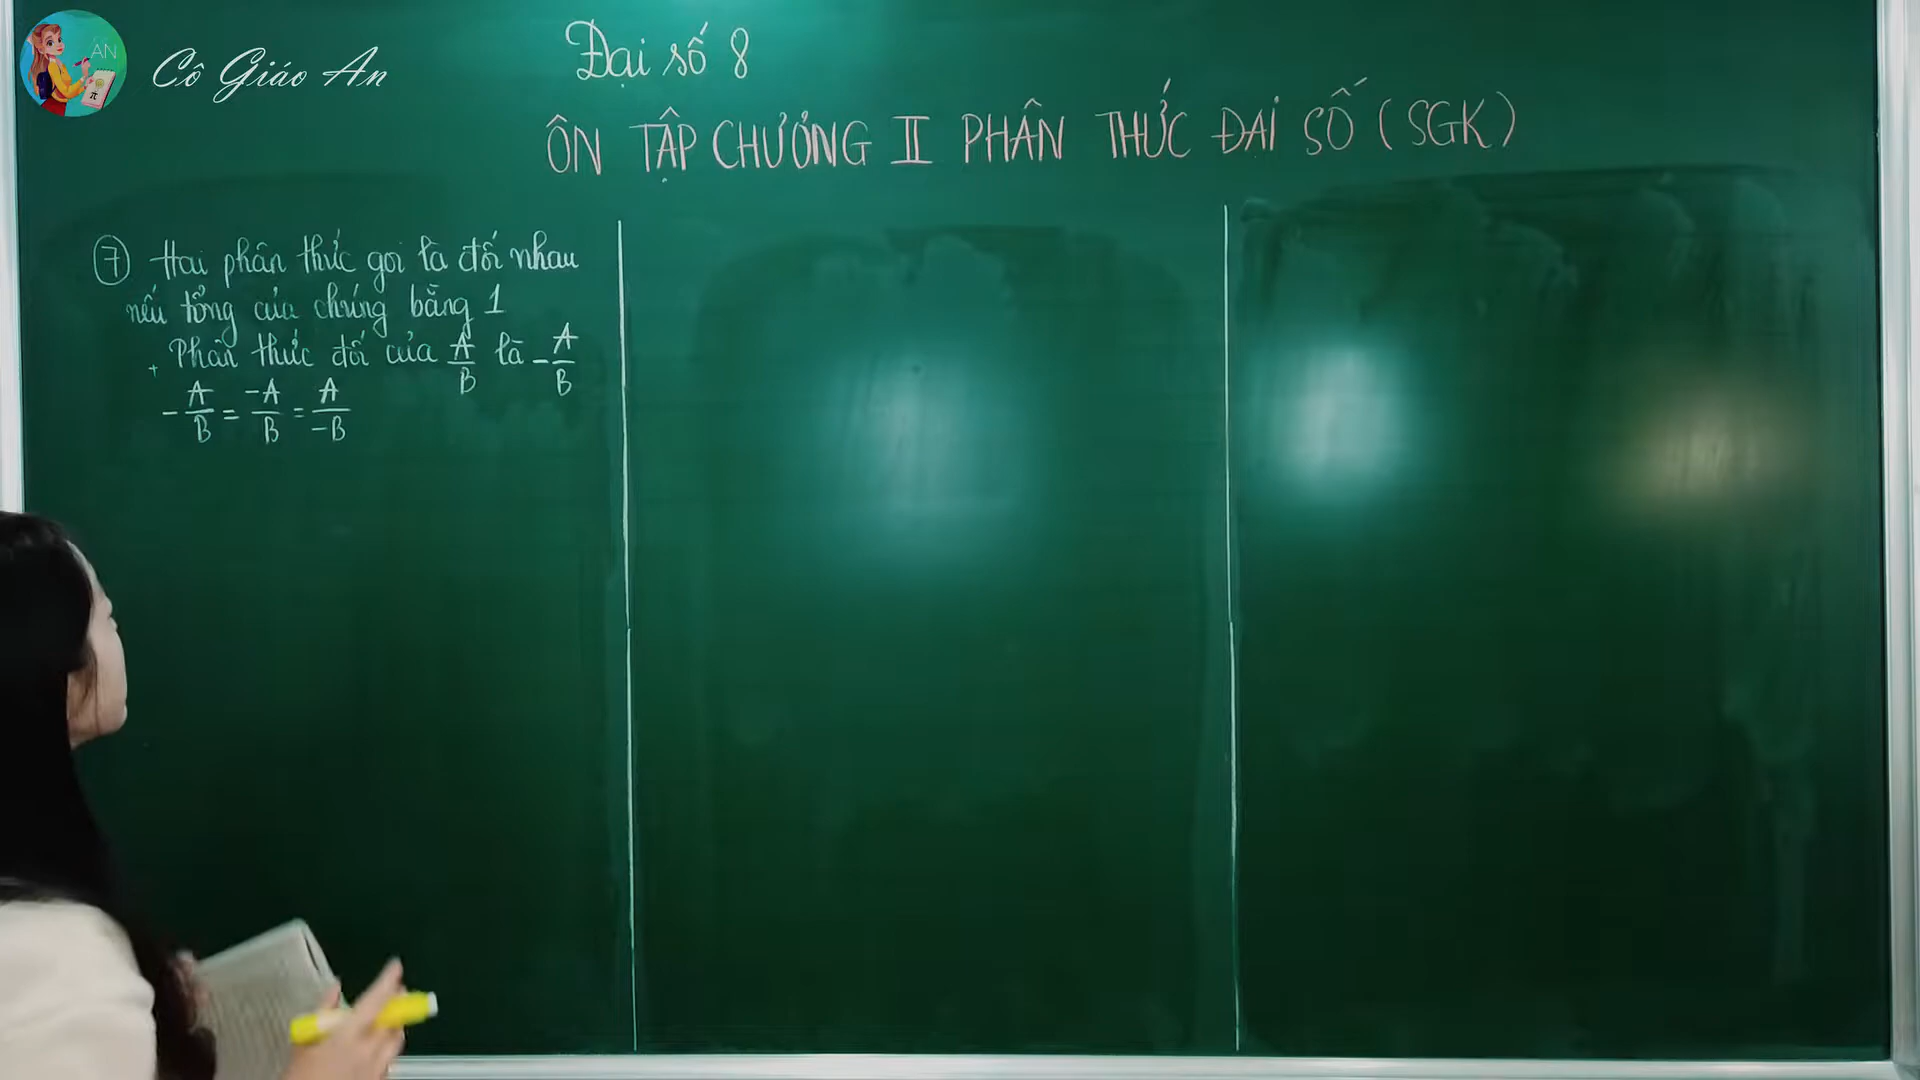 AN
Cô Giáo An
Đại số 8
ÔN TẬP CHƯƠNG II PHÂN THỨC ĐẠI SỐ (SGK)
⑦ Hai phân thức gọi là đối nhau
nếu tổng của chúng bằng 1
+ Phân thức đối của A/B là -A/B
-A/B = -A/B = A/-B